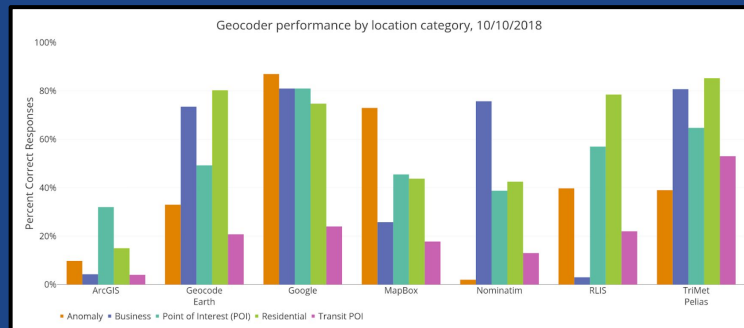 Geocoder performance by location category, 10/10/2018
Percent Correct Responses
100%
80%
60%
40%
20%
0%
ArcGIS
Geocode
Earth
Google
MapBox
Nominatim
RLIS
TriMet
Pelias
Anomaly Business Point of Interest (POI) Residential Transit POI